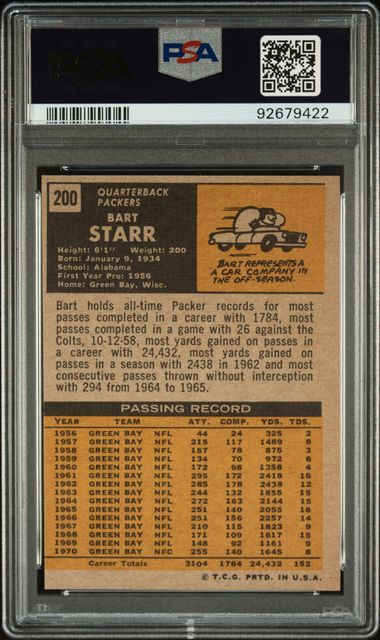 PSA
PSA
92679422
200
QUARTERBACK
PACKERS
BART
STARR
Height: 6'1" Weight: 200
Born: January 9, 1934
School: Alabama
First Year Pro: 1956
Home: Green Bay, Wisc.
BART REPRESENTS A
A CAR COMPANY IN
THE OFF-SEASON.
Bart holds all-time Packer records for most
passes completed in a career with 1784, most
passes completed in a game with 26 against the
Colts, 10-12-58, most yards gained on passes in
a career with 24,432, most yards gained on
passes in a season with 2438 in 1962 and most
consecutive passes thrown without interception
with 294 from 1964 to 1965.
PASSING RECORD
YEAR TEAM ATT. COMP. YDS. TDS.
1956 GREEN BAY NFL 44 24 325 2
1957 GREEN BAY NFL 215 117 1489 8
1958 GREEN BAY NFL 157 78 875 3
1959 GREEN BAY NFL 134 70 972 6
1960 GREEN BAY NFL 172 98 1358 4
1961 GREEN BAY NFL 295 172 2418 16
1962 GREEN BAY NFL 285 178 2438 12
1963 GREEN BAY NFL 244 132 1855 15
1964 GREEN BAY NFL 272 163 2144 15
1965 GREEN BAY NFL 251 140 2055 16
1966 GREEN BAY NFL 251 156 2257 14
1967 GREEN BAY NFL 210 115 1823 9
1968 GREEN BAY NFL 171 109 1617 15
1969 GREEN BAY NFL 148 92 1161 9
1970 GREEN BAY NFC 255 140 1645 8
Career Totals 3104 1784 24,432 152
© T.C.G. PRTD. IN U.S.A.